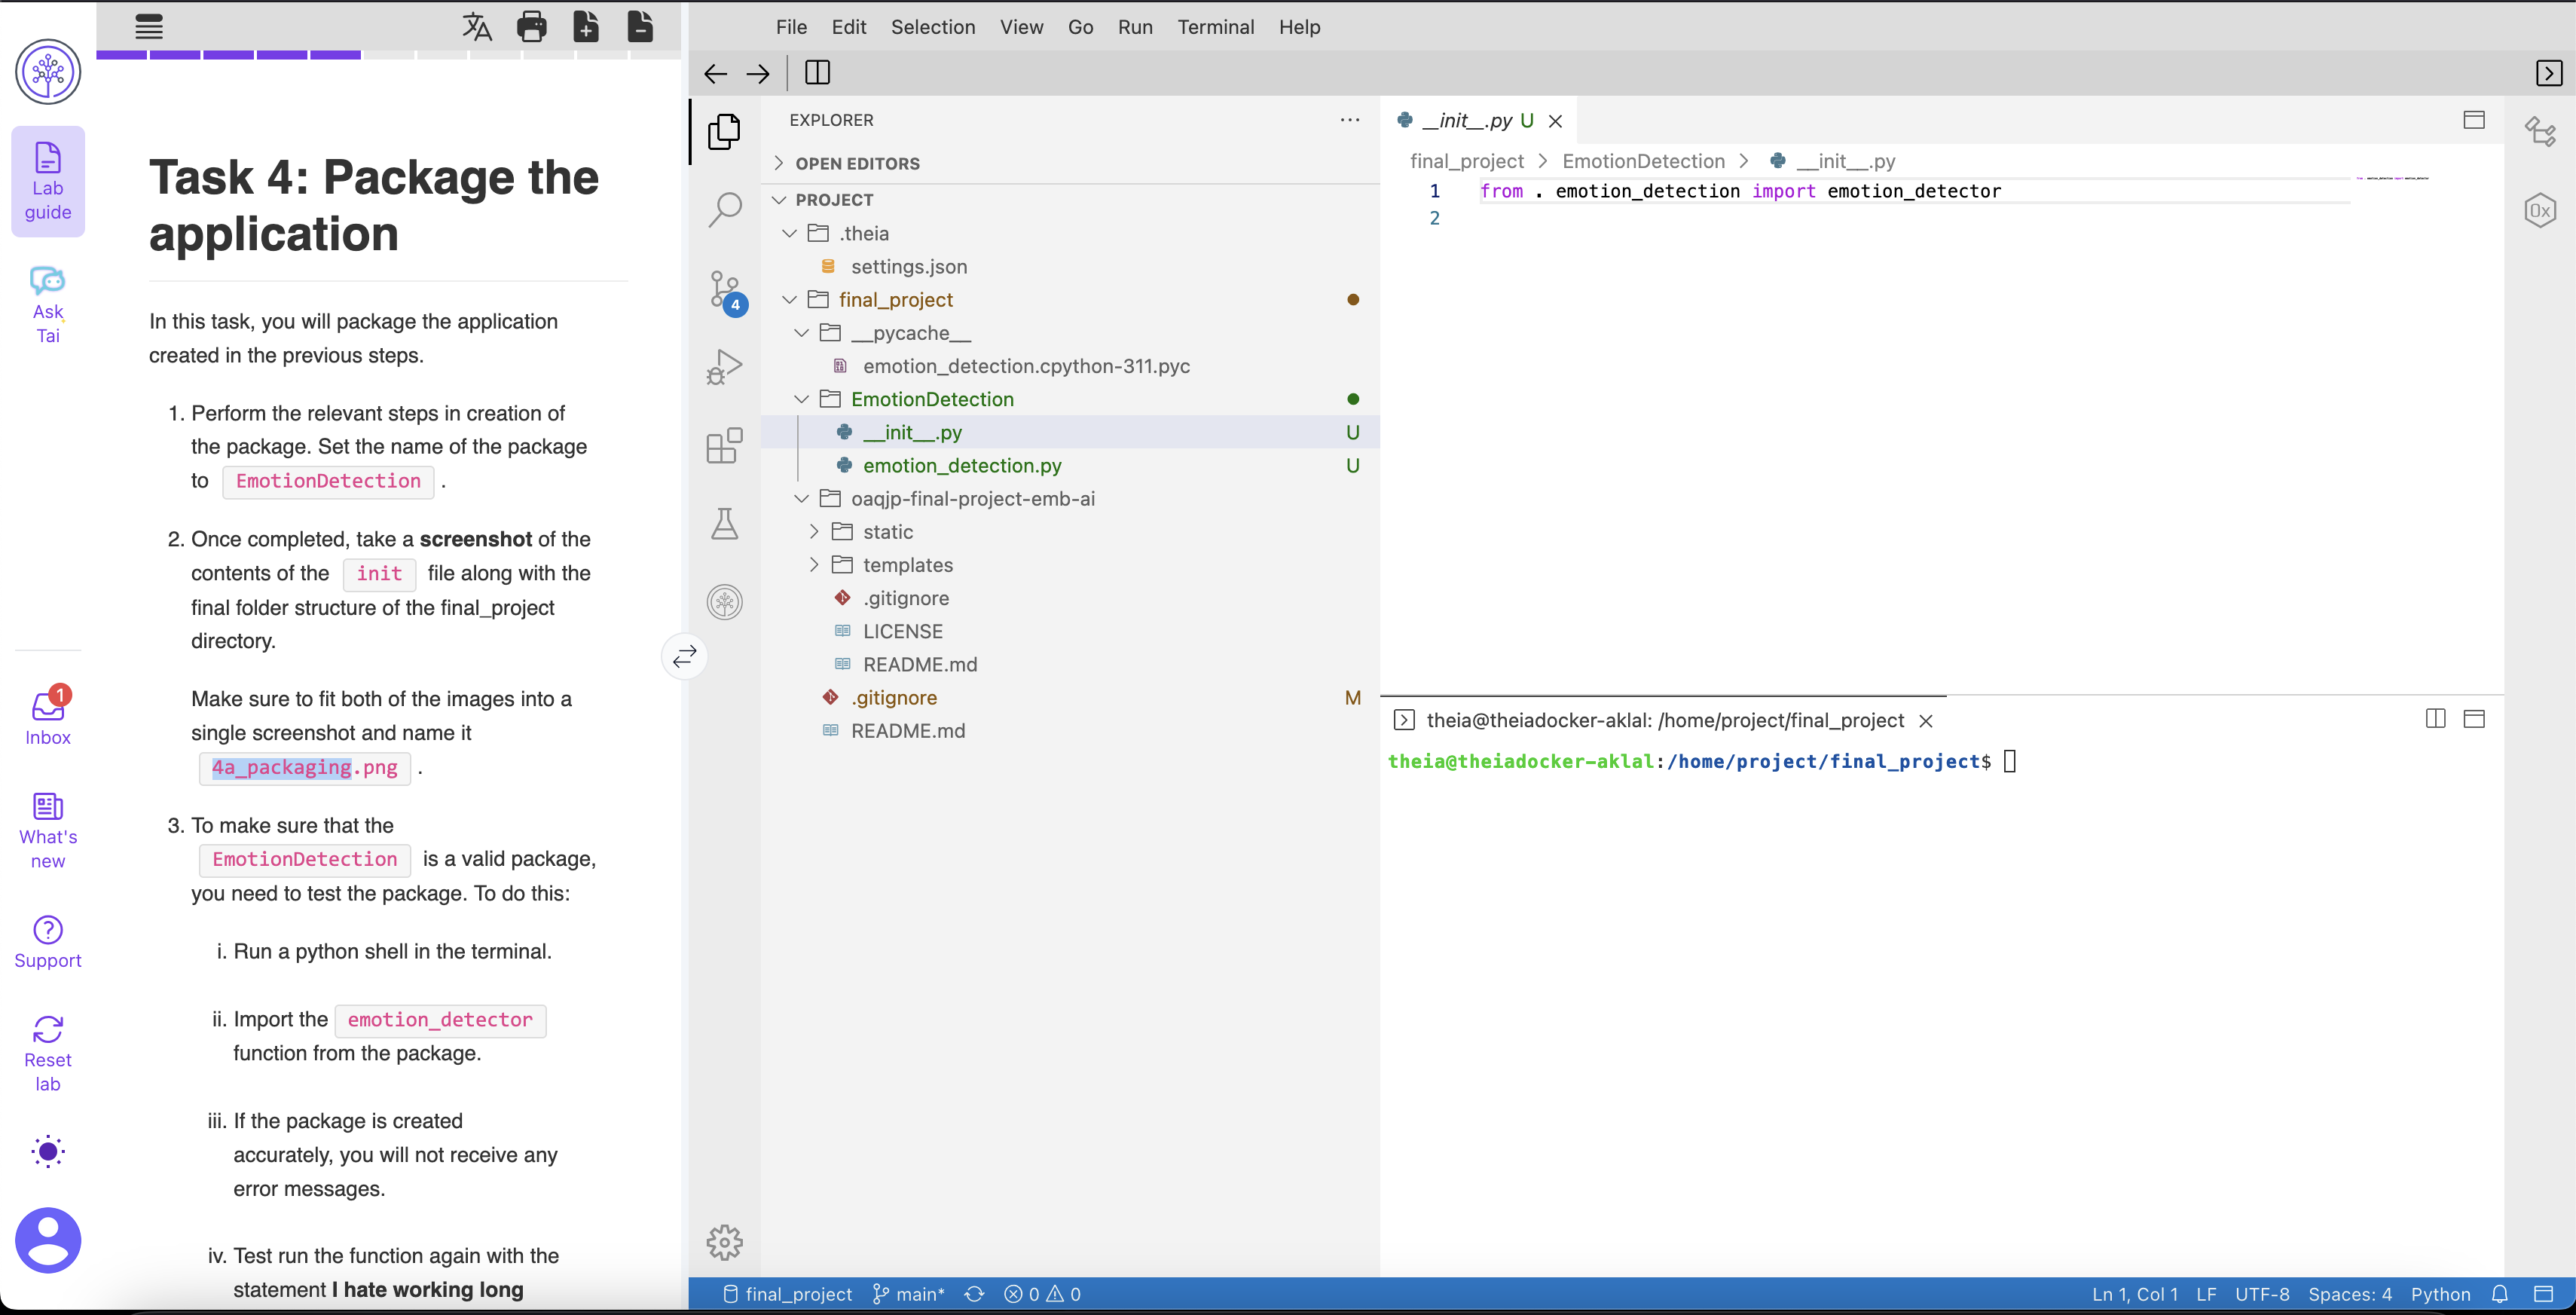 File Edit Selection View Go Run Terminal Help
Lab
guide
Ask
Tai
1
Inbox
What's
new
Support
Reset
lab
Task 4: Package the
application
In this task, you will package the application
created in the previous steps.
1. Perform the relevant steps in creation of
the package. Set the name of the package
to EmotionDetection .
2. Once completed, take a screenshot of the
contents of the init file along with the
final folder structure of the final_project
directory.
Make sure to fit both of the images into a
single screenshot and name it
4a_packaging.png .
3. To make sure that the
EmotionDetection is a valid package,
you need to test the package. To do this:
i. Run a python shell in the terminal.
ii. Import the emotion_detector
function from the package.
iii. If the package is created
accurately, you will not receive any
error messages.
iv. Test run the function again with the
statement I hate working long
4
EXPLORER
OPEN EDITORS
PROJECT
.theia
settings.json
final_project
__pycache__
emotion_detection.cpython-311.pyc
EmotionDetection
__init__.py U
emotion_detection.py U
oaqjp-final-project-emb-ai
static
templates
.gitignore
LICENSE
README.md
.gitignore M
README.md
__init__.py U
final_project > EmotionDetection > __init__.py
1 from . emotion_detection import emotion_detector
2
0x
theia@theiadocker-aklal: /home/project/final_project
theia@theiadocker-aklal:/home/project/final_project$
final_project main* 0 0 Ln 1, Col 1 LF UTF-8 Spaces: 4 Python